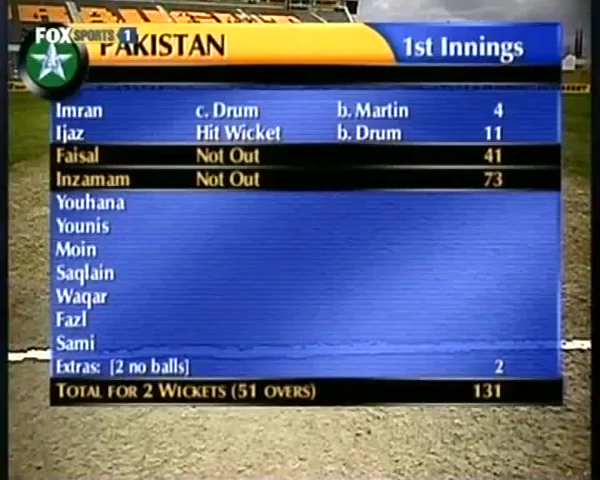 FOX SPORTS 1
PAKISTAN 1st Innings
Imran c. Drum b. Martin 4
Ijaz Hit Wicket b. Drum 11
Faisal Not Out 41
Inzamam Not Out 73
Youhana
Younis
Moin
Saqlain
Waqar
Fazl
Sami
Extras: [2 no balls] 2
TOTAL FOR 2 WICKETS (51 OVERS) 131